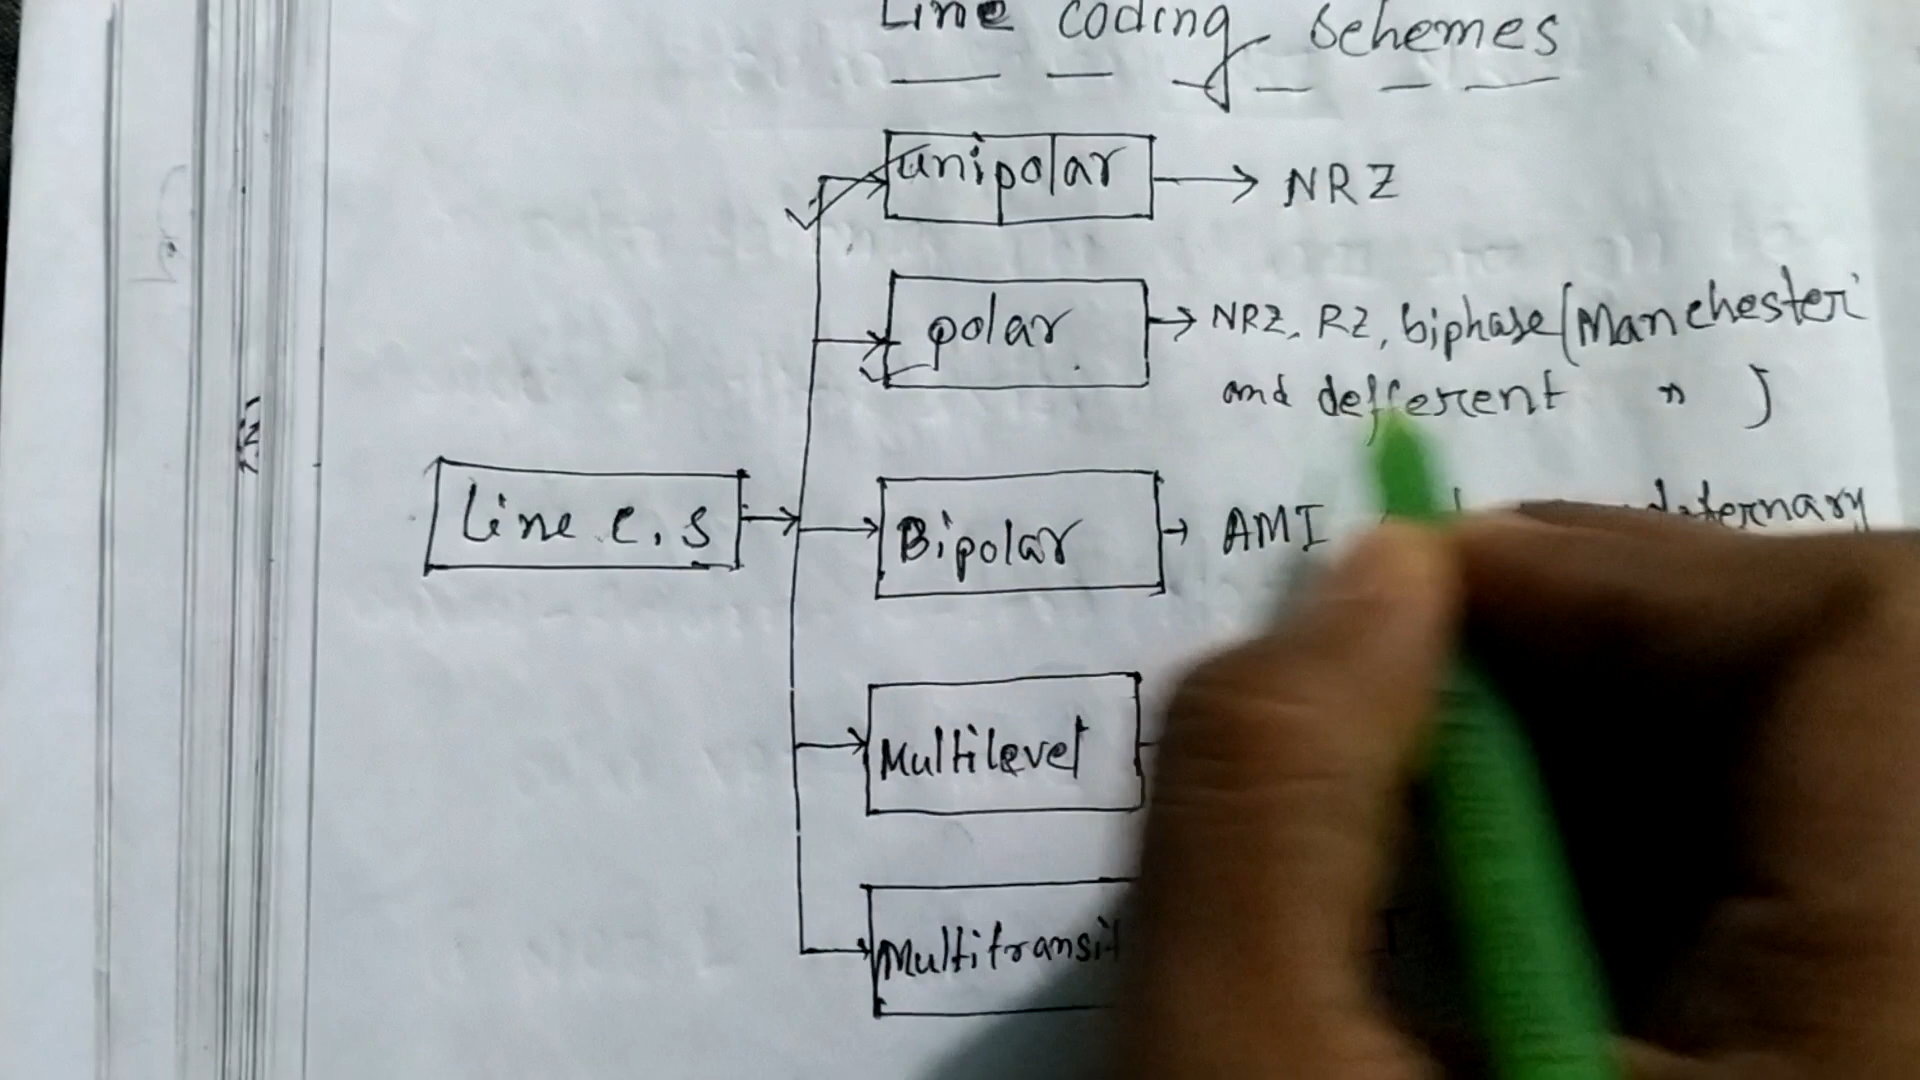 Line coding Schemes
unipolar → NRZ
polar → NRZ, RZ, biphase (Manchester
and defferent " )
Line c.s
Bipolar → AMI
Multilevel
Multitransit